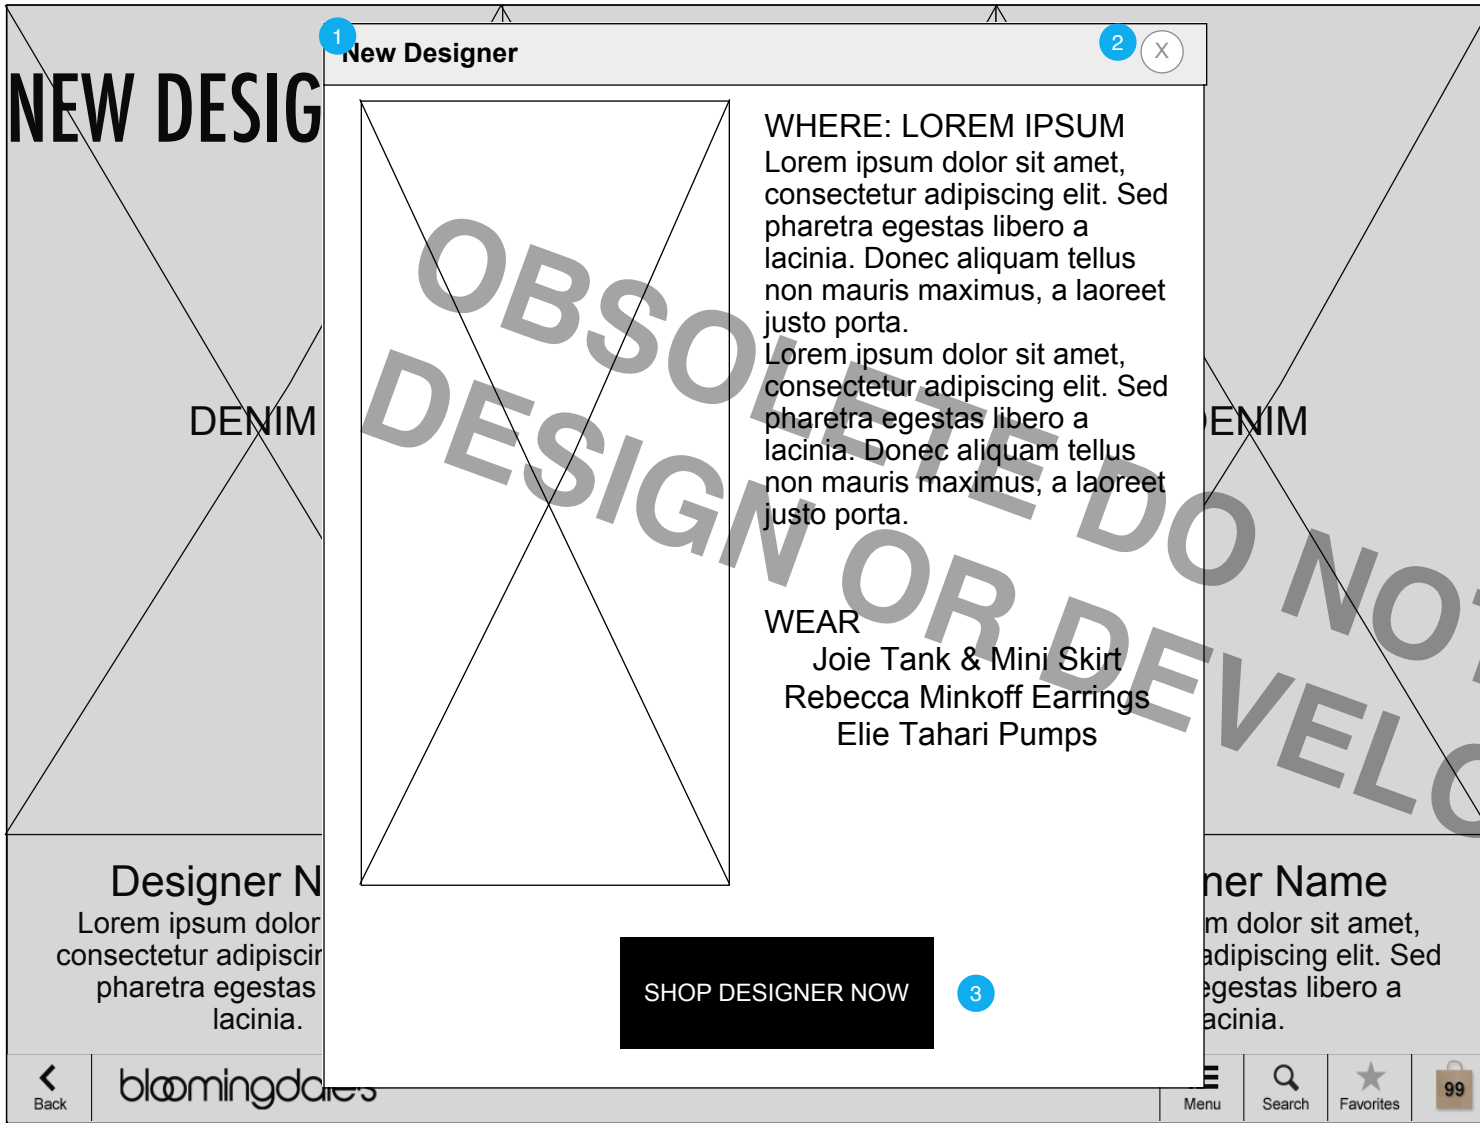 1
New Designer
2
X
NEW DESIG
WHERE: LOREM IPSUM
Lorem ipsum dolor sit amet,
consectetur adipiscing elit. Sed
pharetra egestas libero a
lacinia. Donec aliquam tellus
non mauris maximus, a laoreet
justo porta.
Lorem ipsum dolor sit amet,
consectetur adipiscing elit. Sed
pharetra egestas libero a
lacinia. Donec aliquam tellus
non mauris maximus, a laoreet
justo porta.
OBSOLETE DO NOT
DESIGN OR DEVELO
DENIM
DENIM
WEAR
Joie Tank & Mini Skirt
Rebecca Minkoff Earrings
Elie Tahari Pumps
Designer N
Lorem ipsum dolor
consectetur adipiscin
pharetra egestas
lacinia.
ner Name
m dolor sit amet,
adipiscing elit. Sed
egestas libero a
acinia.
SHOP DESIGNER NOW
3
Back
bloomingdale's
Menu
Search
Favorites
99